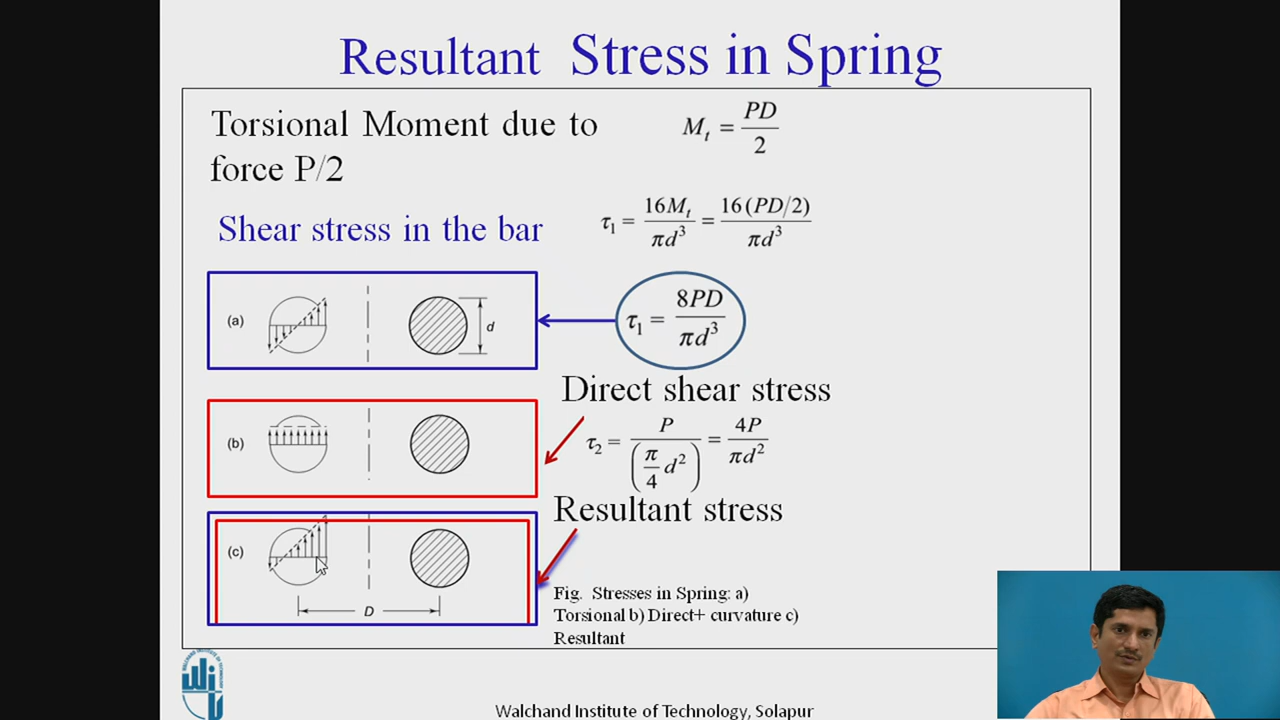 Resultant Stress in Spring
Torsional Moment due to
force P/2
M_t = PD/2
Shear stress in the bar
τ₁ = 16M_t/πd³ = 16(PD/2)/πd³
(a)
d
τ₁ = 8PD/πd³
Direct shear stress
(b)
τ₂ = P/(π/4 d²) = 4P/πd²
Resultant stress
(c)
D
Fig. Stresses in Spring: a)
Torsional b) Direct+ curvature c)
Resultant
Walchand Institute of Technology, Solapur